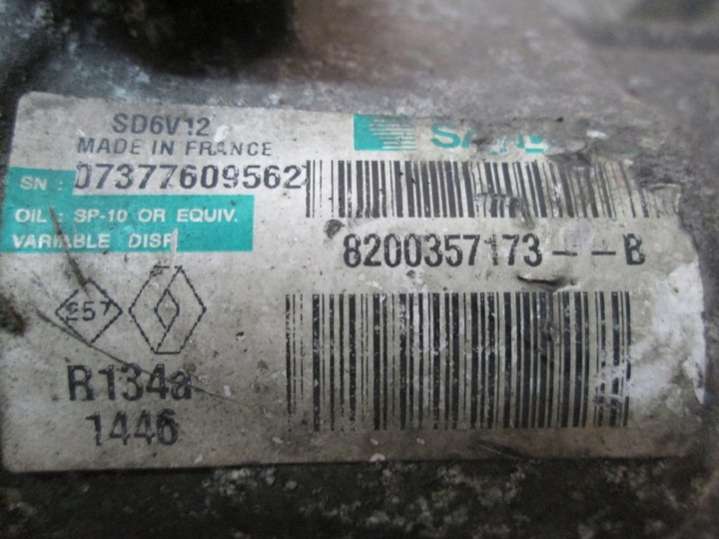 SD6V12
MADE IN FRANCE
SN : 07377609562
OIL : SP-10 OR EQUIV.
VARIABLE DISP
8200357173--B
257
R134a
1446